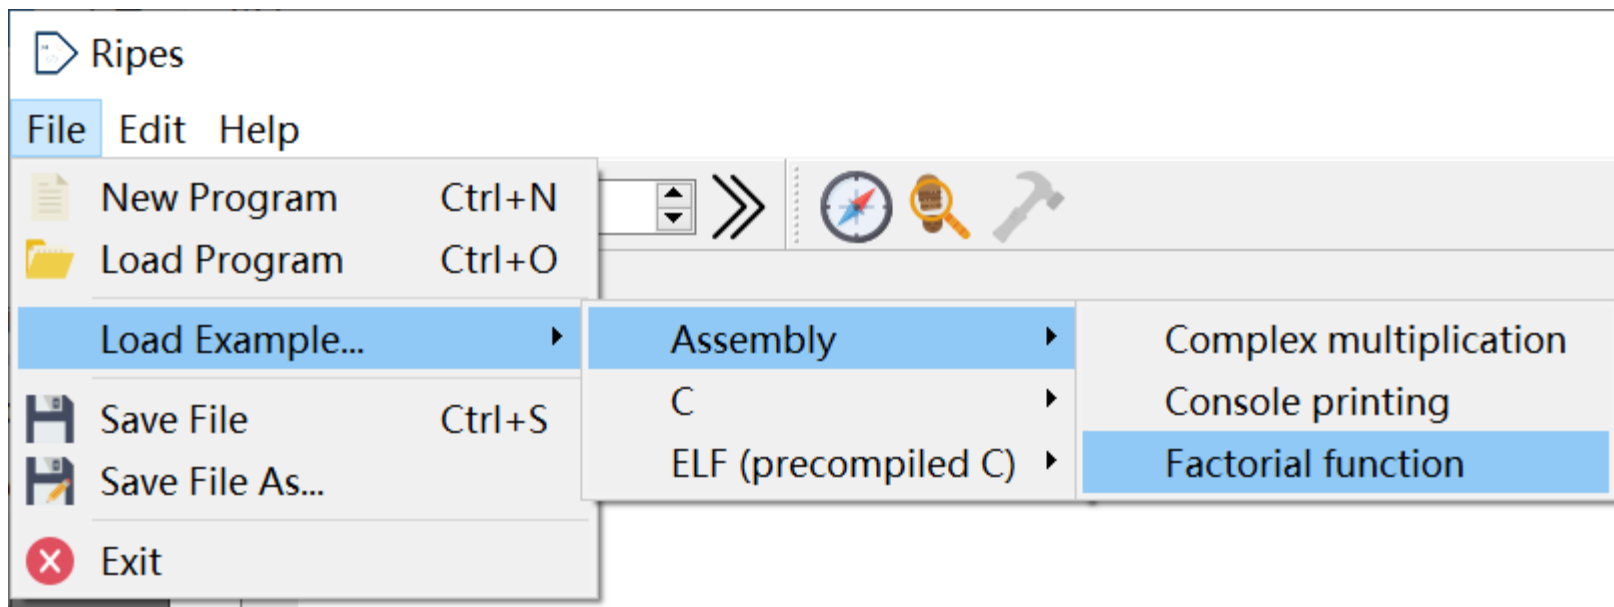 Ripes
File Edit Help
New Program Ctrl+N
Load Program Ctrl+O
Load Example...
Save File Ctrl+S
Save File As...
Exit
Assembly
C
ELF (precompiled C)
Complex multiplication
Console printing
Factorial function